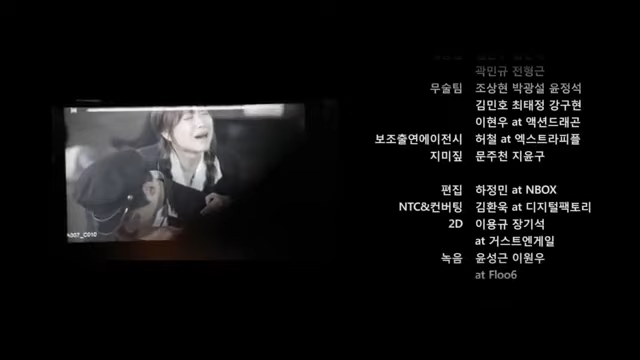 곽민규 전형근
무술팀 조상현 박광설 윤정석
김민호 최태정 강구현
이현우 at 액션드래곤
보조출연에이전시 허철 at 엑스트라피플
지미짚 문주천 지윤구
편집 하정민 at NBOX
NTC&컨버팅 김환욱 at 디지털팩토리
2D 이용규 장기석
at 거스트엔게일
녹음 윤성근 이원우
at Floo6